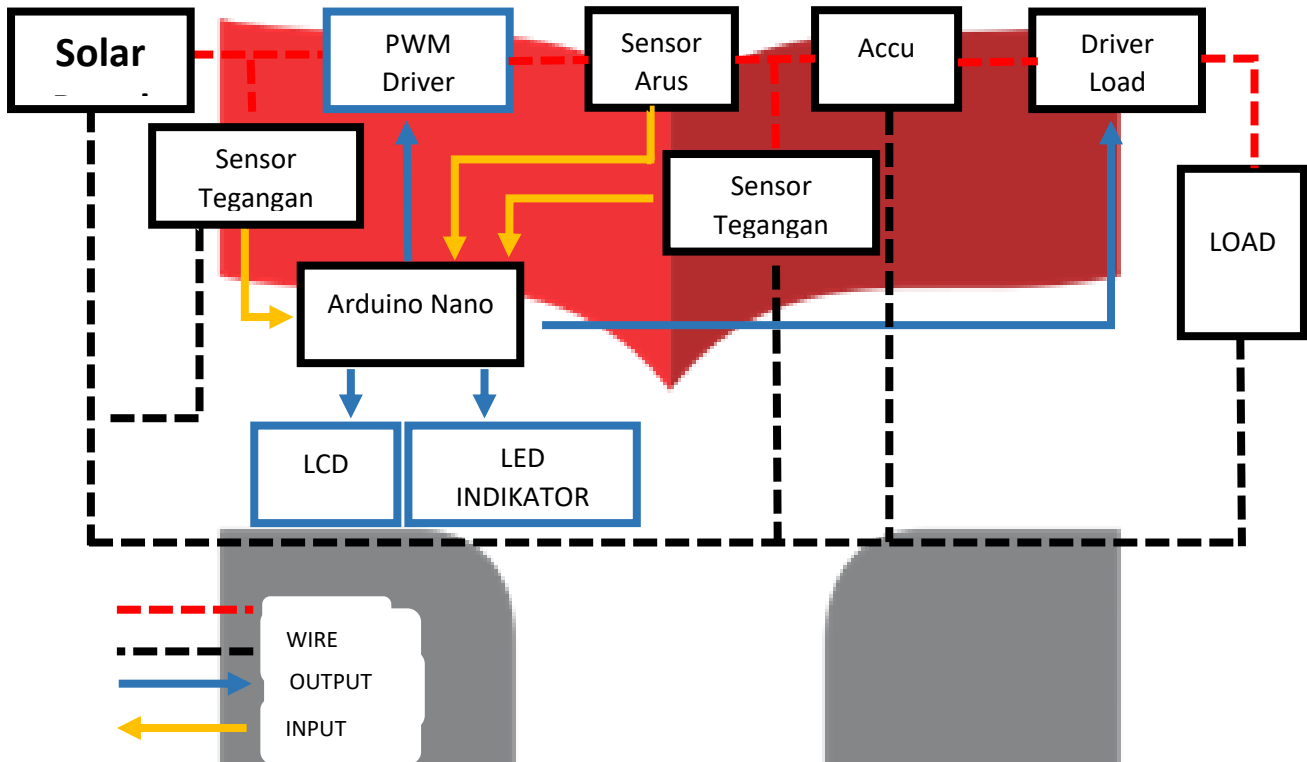 Solar
PWM
Driver
Sensor
Arus
Accu
Driver
Load
Sensor
Tegangan
Sensor
Tegangan
LOAD
Arduino Nano
LCD
LED
INDIKATOR
WIRE
OUTPUT
INPUT